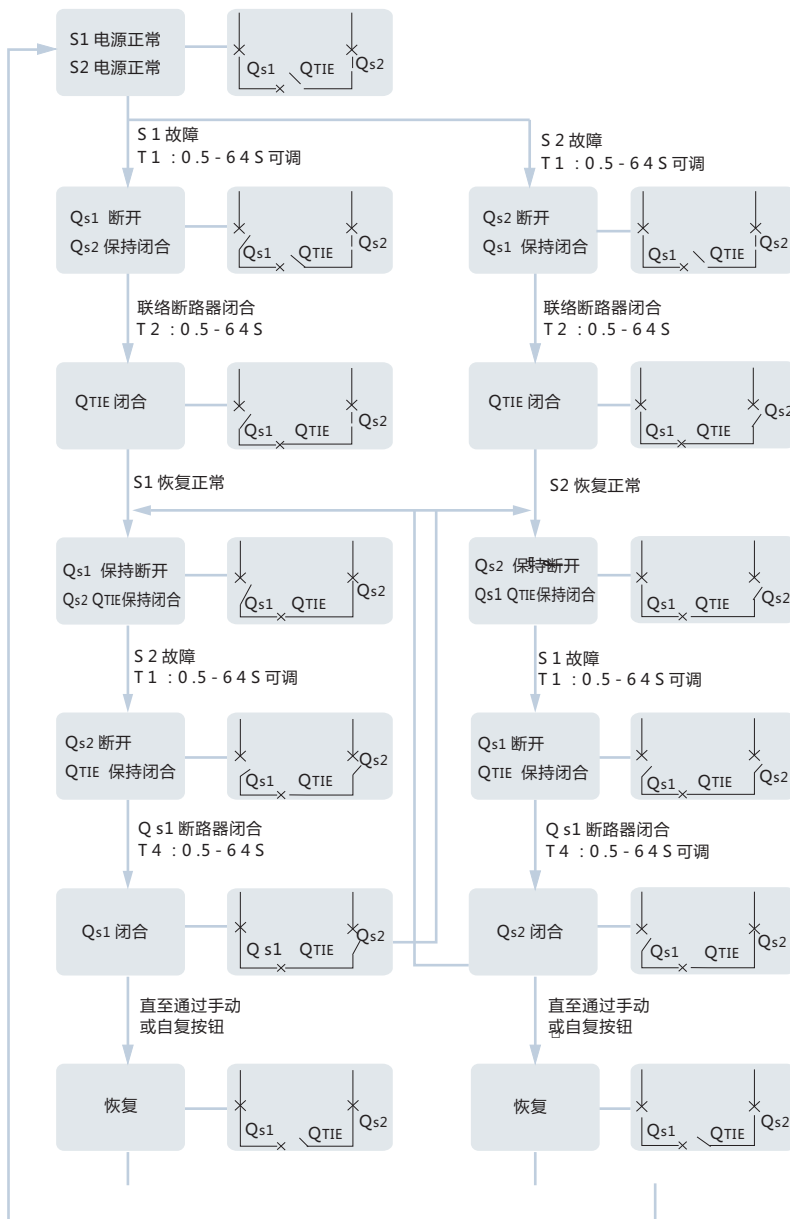 S1 电源正常
S2 电源正常
Qs1 QTIE Qs2
S 1 故障
T 1 : 0 . 5 - 6 4 S 可调
S 2 故障
T 1 : 0 . 5 - 6 4 S 可调
Qs1 断开
Qs2 保持闭合
Qs1 QTIE Qs2
Qs2 断开
Qs1 保持闭合
Qs1 QTIE Qs2
联络断路器闭合
T 2 : 0 . 5 - 6 4 S
联络断路器闭合
T 2 : 0 . 5 - 6 4 S
QTIE 闭合
Qs1 QTIE Qs2
QTIE 闭合
Qs1 QTIE Qs2
S1 恢复正常
S2 恢复正常
Qs1 保持断开
Qs2 QTIE保持闭合
Qs1 QTIE Qs2
Qs2 保持断开
Qs1 QTIE保持闭合
Qs1 QTIE Qs2
S 2 故障
T 1 : 0 . 5 - 6 4 S 可调
S 1 故障
T 1 : 0 . 5 - 6 4 S 可调
Qs2 断开
QTIE 保持闭合
Qs1 QTIE Qs2
Qs1 断开
QTIE 保持闭合
Qs1 QTIE Qs2
Q s1 断路器闭合
T 4 : 0 . 5 - 6 4 S
Q s1 断路器闭合
T 4 : 0 . 5 - 6 4 S 可调
Qs1 闭合
Q s1 QTIE Qs2
Qs2 闭合
Qs1 QTIE Qs2
直至通过手动
或自复按钮
直至通过手动
或自复按钮
恢复
Qs1 QTIE Qs2
恢复
Qs1 QTIE Qs2